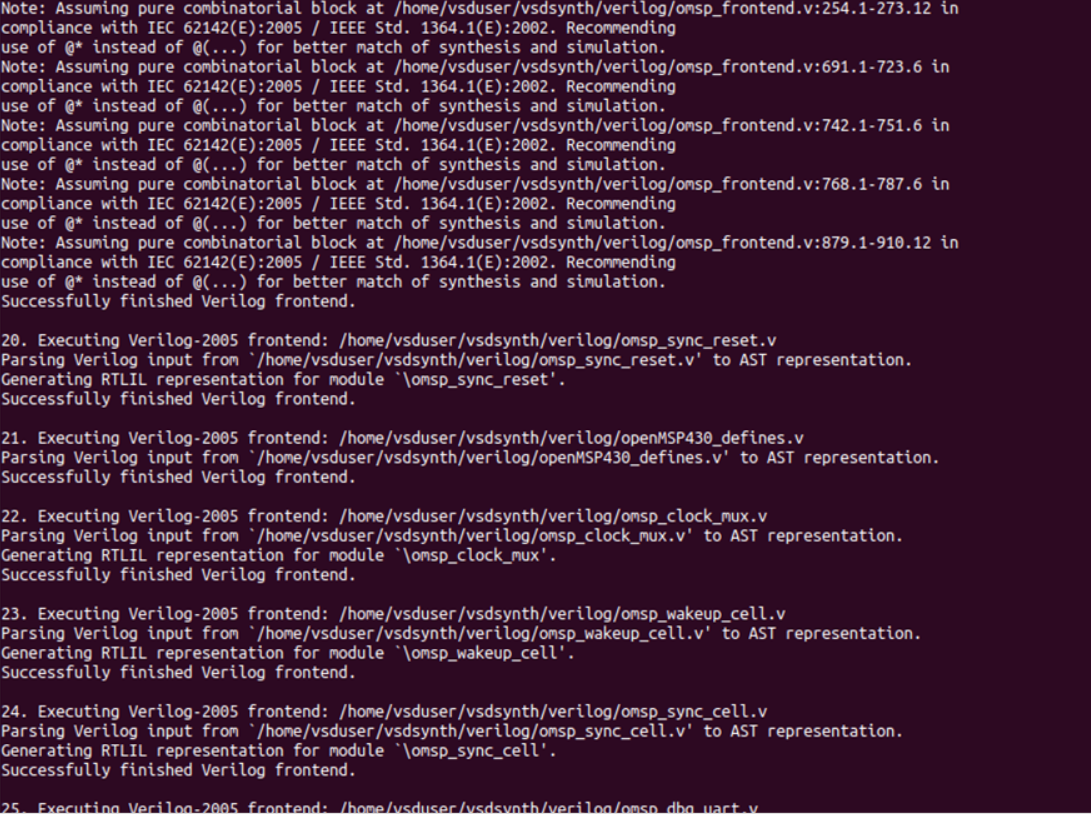 Note: Assuming pure combinatorial block at /home/vsduser/vsdsynth/verilog/omsp_frontend.v:254.1-273.12 in
compliance with IEC 62142(E):2005 / IEEE Std. 1364.1(E):2002. Recommending
use of @* instead of @(...) for better match of synthesis and simulation.
Note: Assuming pure combinatorial block at /home/vsduser/vsdsynth/verilog/omsp_frontend.v:691.1-723.6 in
compliance with IEC 62142(E):2005 / IEEE Std. 1364.1(E):2002. Recommending
use of @* instead of @(...) for better match of synthesis and simulation.
Note: Assuming pure combinatorial block at /home/vsduser/vsdsynth/verilog/omsp_frontend.v:742.1-751.6 in
compliance with IEC 62142(E):2005 / IEEE Std. 1364.1(E):2002. Recommending
use of @* instead of @(...) for better match of synthesis and simulation.
Note: Assuming pure combinatorial block at /home/vsduser/vsdsynth/verilog/omsp_frontend.v:768.1-787.6 in
compliance with IEC 62142(E):2005 / IEEE Std. 1364.1(E):2002. Recommending
use of @* instead of @(...) for better match of synthesis and simulation.
Note: Assuming pure combinatorial block at /home/vsduser/vsdsynth/verilog/omsp_frontend.v:879.1-910.12 in
compliance with IEC 62142(E):2005 / IEEE Std. 1364.1(E):2002. Recommending
use of @* instead of @(...) for better match of synthesis and simulation.
Successfully finished Verilog frontend.

20. Executing Verilog-2005 frontend: /home/vsduser/vsdsynth/verilog/omsp_sync_reset.v
Parsing Verilog input from `/home/vsduser/vsdsynth/verilog/omsp_sync_reset.v' to AST representation.
Generating RTLIL representation for module `\omsp_sync_reset'.
Successfully finished Verilog frontend.

21. Executing Verilog-2005 frontend: /home/vsduser/vsdsynth/verilog/openMSP430_defines.v
Parsing Verilog input from `/home/vsduser/vsdsynth/verilog/openMSP430_defines.v' to AST representation.
Successfully finished Verilog frontend.

22. Executing Verilog-2005 frontend: /home/vsduser/vsdsynth/verilog/omsp_clock_mux.v
Parsing Verilog input from `/home/vsduser/vsdsynth/verilog/omsp_clock_mux.v' to AST representation.
Generating RTLIL representation for module `\omsp_clock_mux'.
Successfully finished Verilog frontend.

23. Executing Verilog-2005 frontend: /home/vsduser/vsdsynth/verilog/omsp_wakeup_cell.v
Parsing Verilog input from `/home/vsduser/vsdsynth/verilog/omsp_wakeup_cell.v' to AST representation.
Generating RTLIL representation for module `\omsp_wakeup_cell'.
Successfully finished Verilog frontend.

24. Executing Verilog-2005 frontend: /home/vsduser/vsdsynth/verilog/omsp_sync_cell.v
Parsing Verilog input from `/home/vsduser/vsdsynth/verilog/omsp_sync_cell.v' to AST representation.
Generating RTLIL representation for module `\omsp_sync_cell'.
Successfully finished Verilog frontend.

25. Executing Verilog-2005 frontend: /home/vsduser/vsdsynth/verilog/omsp_dbg_uart.v